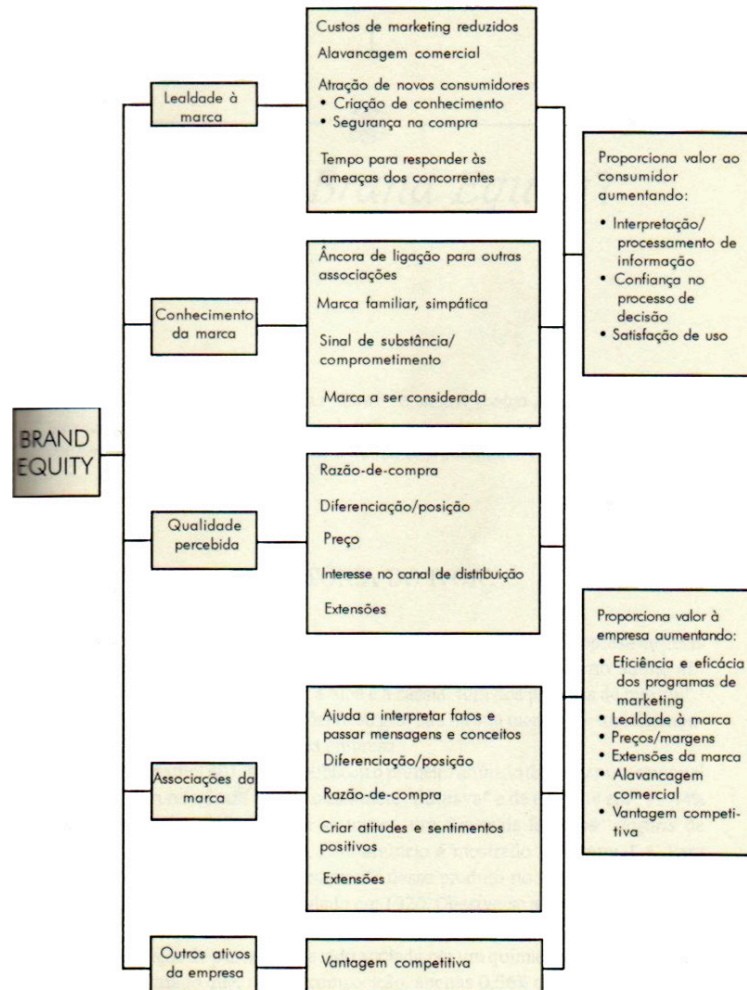 BRAND
EQUITY
Lealdade à
marca
Custos de marketing reduzidos
Alavancagem comercial
Atração de novos consumidores
• Criação de conhecimento
• Segurança na compra
Tempo para responder às
ameaças dos concorrentes
Conhecimento
da marca
Âncora de ligação para outras
associações
Marca familiar, simpática
Sinal de substância/
comprometimento
Marca a ser considerada
Qualidade
percebida
Razão-de-compra
Diferenciação/posição
Preço
Interesse no canal de distribuição
Extensões
Associações da
marca
Ajuda a interpretar fatos e
passar mensagens e conceitos
Diferenciação/posição
Razão-de-compra
Criar atitudes e sentimentos
positivos
Extensões
Outros ativos
da empresa
Vantagem competitiva
Proporciona valor ao
consumidor
aumentando:
• Interpretação/
processamento de
informação
• Confiança no
processo de
decisão
• Satisfação de uso
Proporciona valor à
empresa aumentando:
• Eficiência e eficácia
dos programas de
marketing
• Lealdade à marca
• Preços/margens
• Extensões da marca
• Alavancagem
comercial
• Vantagem competi-
tiva